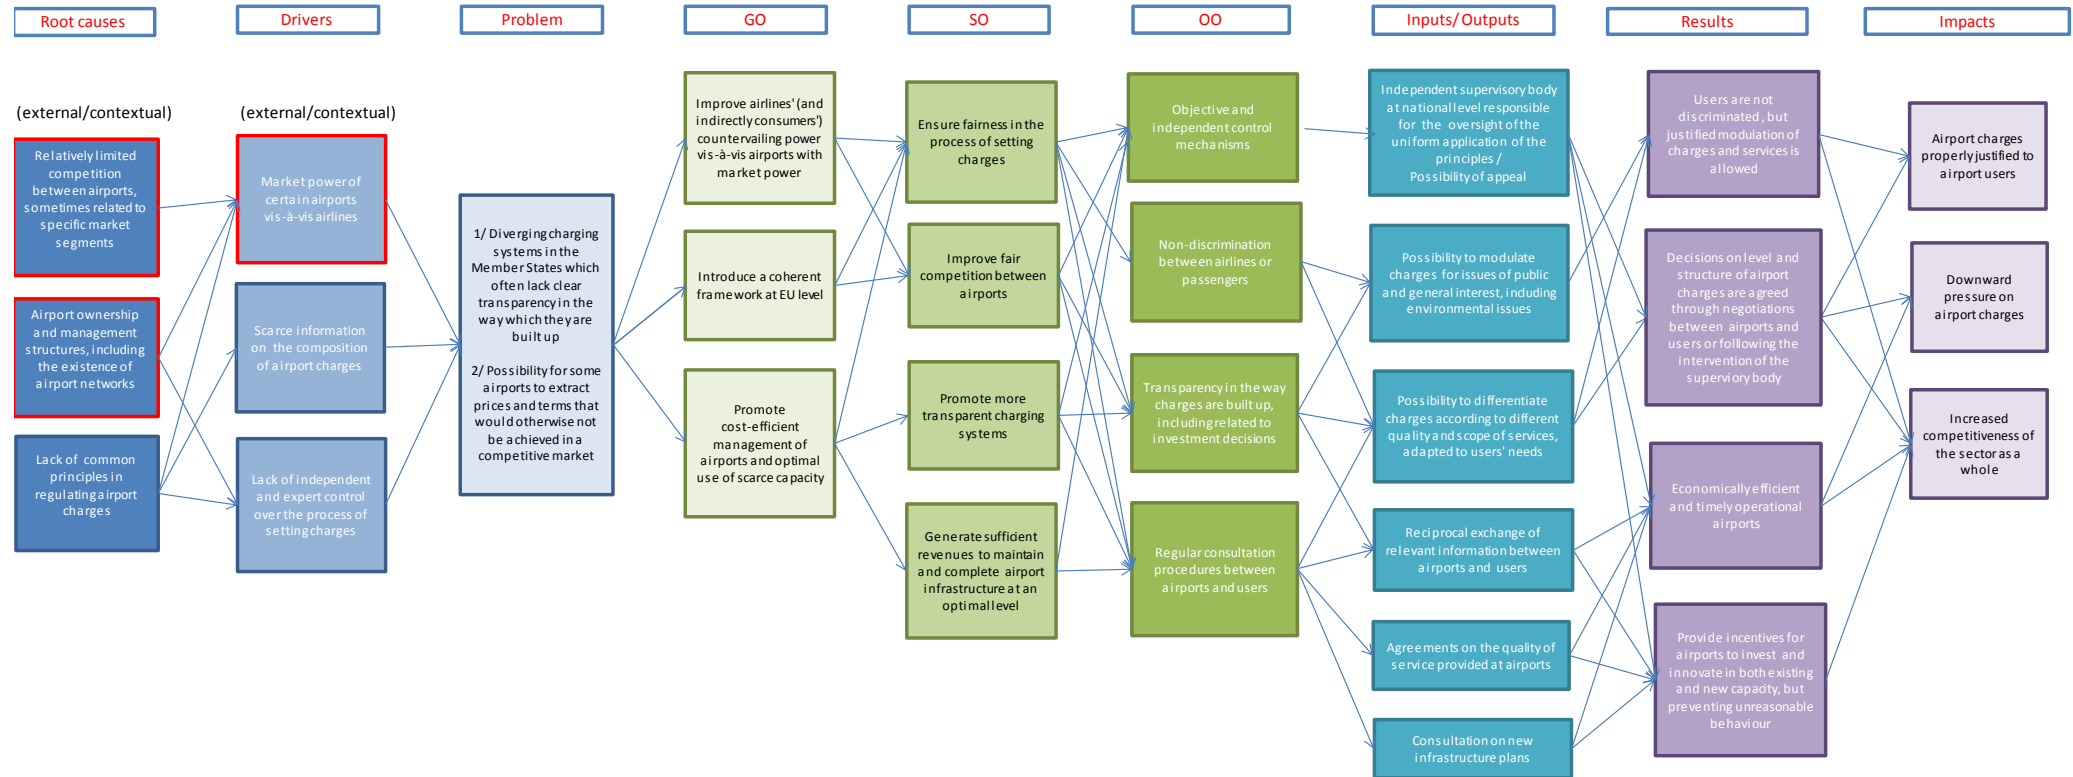 Root causes
Drivers
Problem
GO
SO
OO
Inputs/ Outputs
Results
Impacts
(external/contextual)
(external/contextual)
Relatively limited
competition
between airports,
sometimes related to
specific market
segments
Airport ownership
and management
structures, including
the existence of
airport networks
Lack of common
principles in
regulating airport
charges
Market power of
certain airports
vis-à-vis airlines
Scarce information
on the composition
of airport charges
Lack of independent
and expert control
over the process of
setting charges
1/ Diverging charging
systems in the
Member States which
often lack clear
transparency in the
way which they are
built up
2/ Possibility for some
airports to extract
prices and terms that
would otherwise not
be achieved in a
competitive market
Improve airlines' (and
indirectly consumers')
countervailing power
vis-à-vis airports with
market power
Introduce a coherent
framework at EU level
Promote
cost-efficient
management of
airports and optimal
use of scarce capacity
Ensure fairness in the
process of setting
charges
Improve fair
competition between
airports
Promote more
transparent charging
systems
Generate sufficient
revenues to maintain
and complete airport
infrastructure at an
optimal level
Objective and
independent control
mechanisms
Non-discrimination
between airlines or
passengers
Transparency in the way
charges are built up,
including related to
investment decisions
Regular consultation
procedures between
airports and users
Independent supervisory body
at national level responsible
for the oversight of the
uniform application of the
principles /
Possibility of appeal
Possibility to modulate
charges for issues of public
and general interest, including
environmental issues
Possibility to differentiate
charges according to different
quality and scope of services,
adapted to users' needs
Reciprocal exchange of
relevant information between
airports and users
Agreements on the quality of
service provided at airports
Consultation on new
infrastructure plans
Users are not
discriminated, but
justified modulation of
charges and services is
allowed
Decisions on level and
structure of airport
charges are agreed
through negotiations
between airports and
users or folllowing the
intervention of the
superviory body
Economically efficient
and timely operational
airports
Provide incentives for
airports to invest and
innovate in both existing
and new capacity, but
preventing unreasonable
behaviour
Airport charges
properly justified to
airport users
Downward
pressure on
airport charges
Increased
competitiveness of
the sector as a
whole